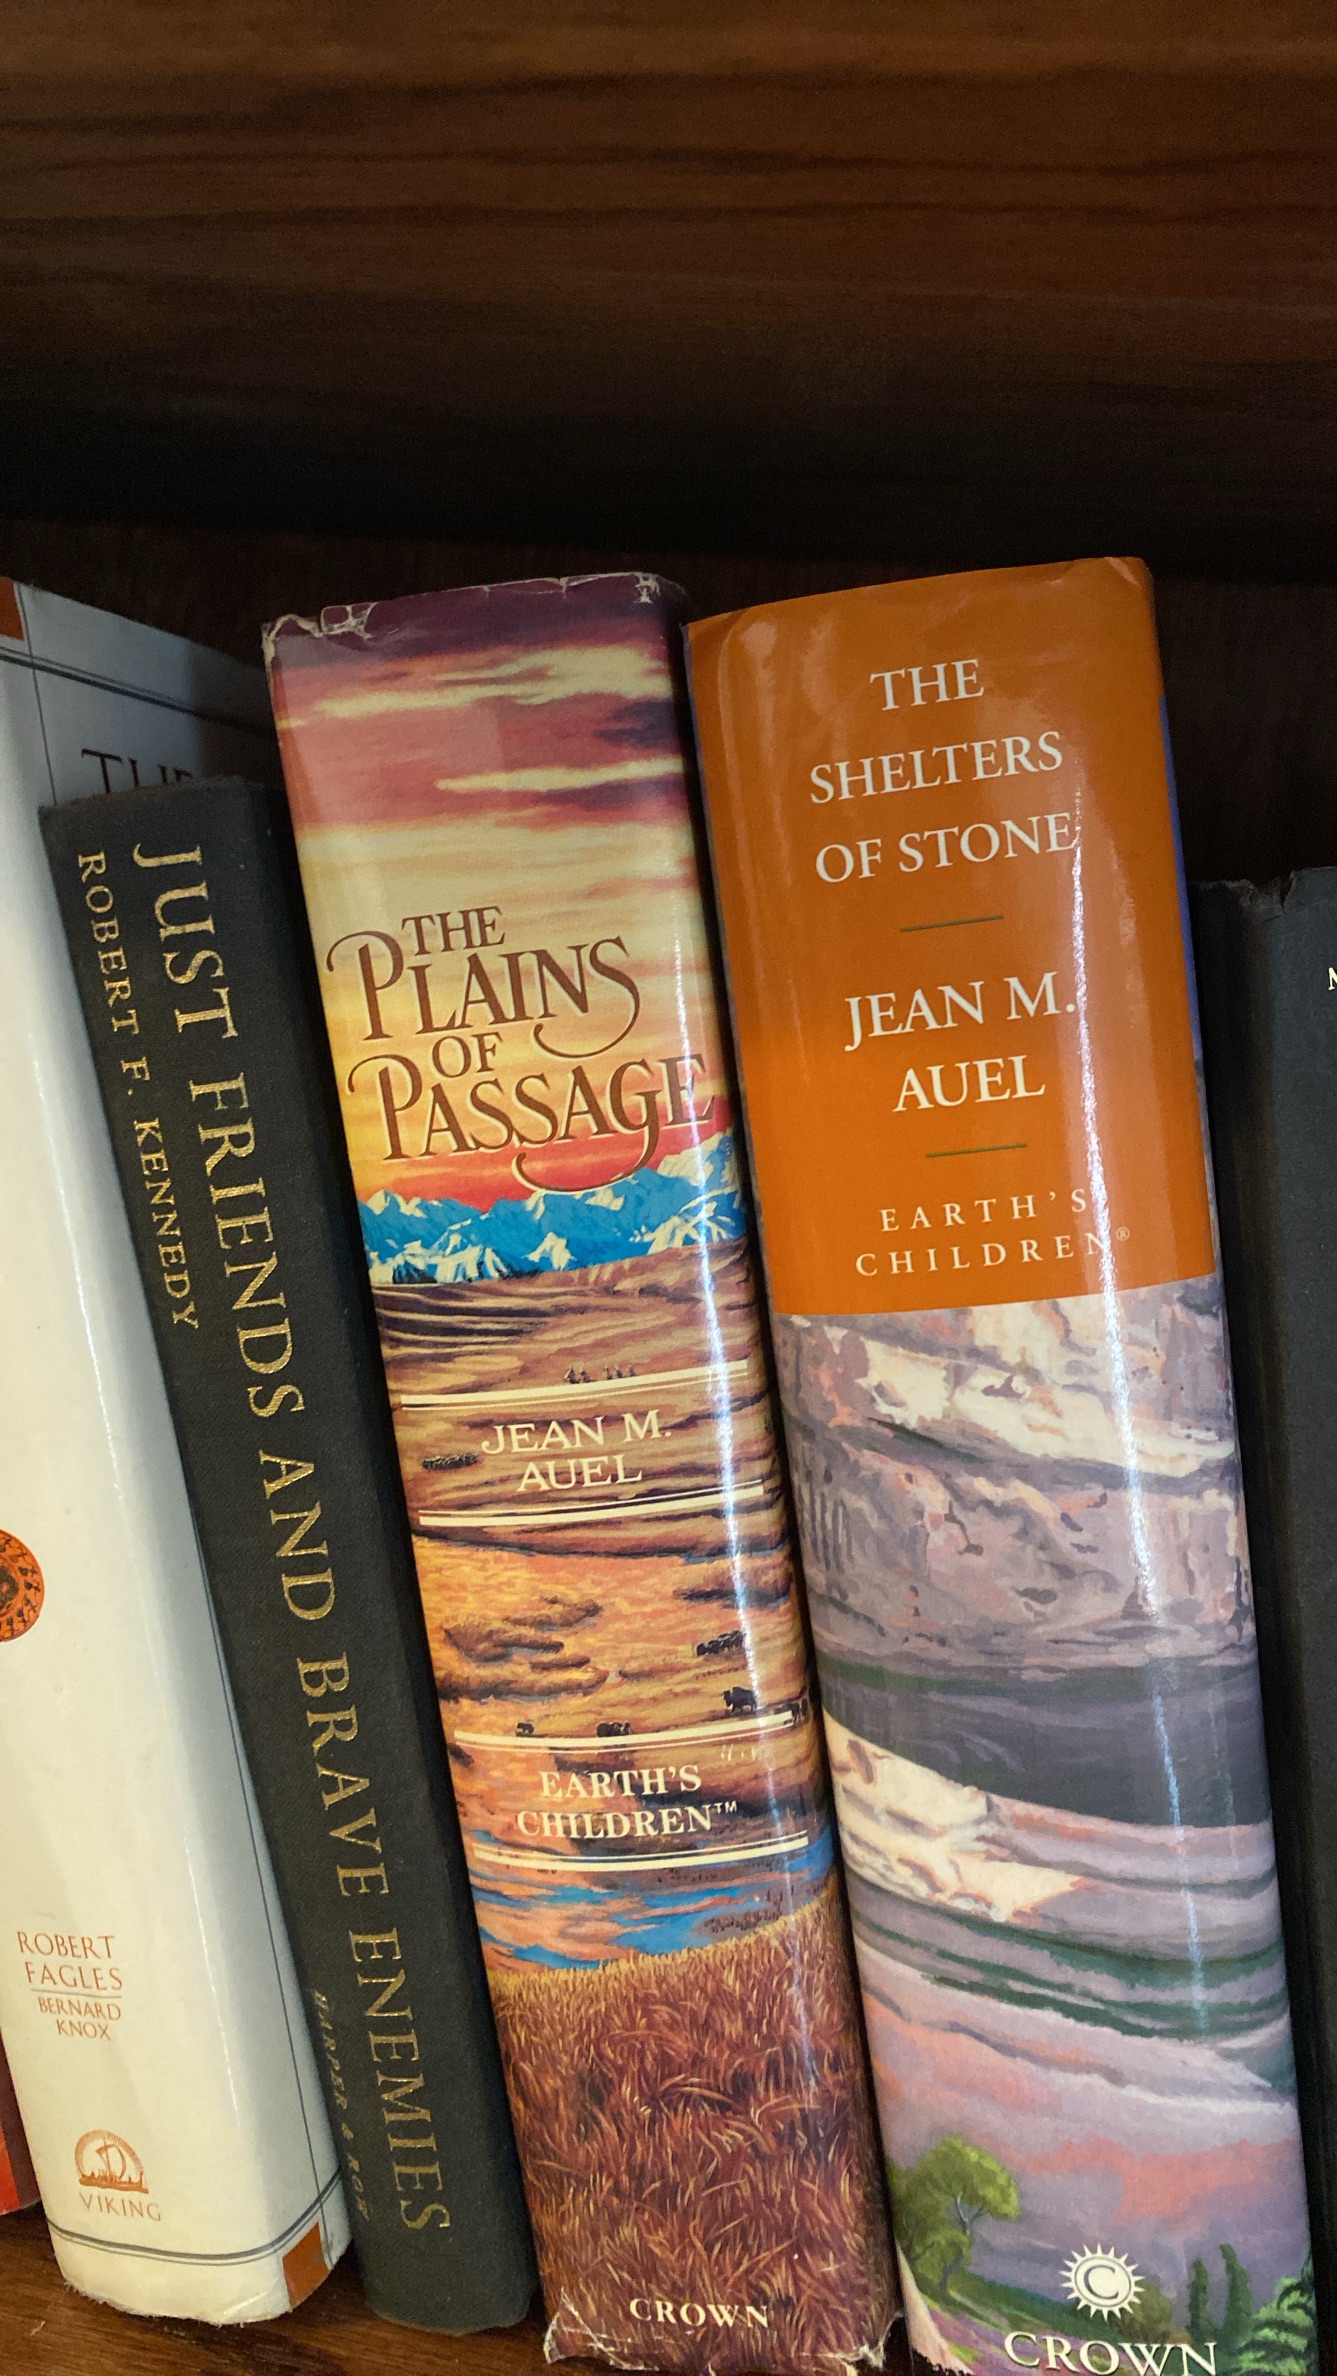 THE
ROBERT
FAGLES
BERNARD
KNOX
VIKING
JUST FRIENDS AND BRAVE ENEMIES
ROBERT F. KENNEDY
HARPER & ROW
THE
PLAINS
OF
PASSAGE
JEAN M.
AUEL
EARTH'S
CHILDREN™
CROWN
THE
SHELTERS
OF STONE
JEAN M.
AUEL
EARTH'S
CHILDREN®
C
CROWN